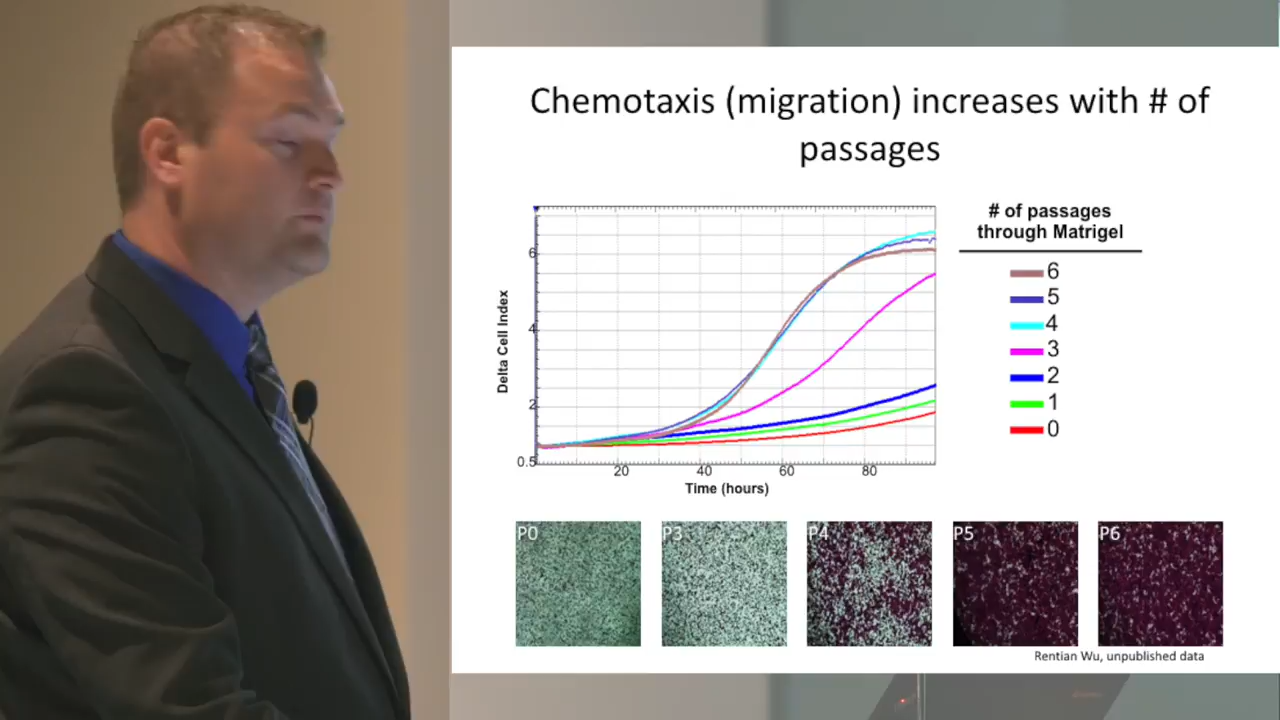 Chemotaxis (migration) increases with # of
passages
# of passages
through Matrigel
6
5
4
3
2
1
0
Delta Cell Index
6
4
2
0.5
20 40 60 80
Time (hours)
P0 P3 P4 P5 P6
Rentian Wu, unpublished data